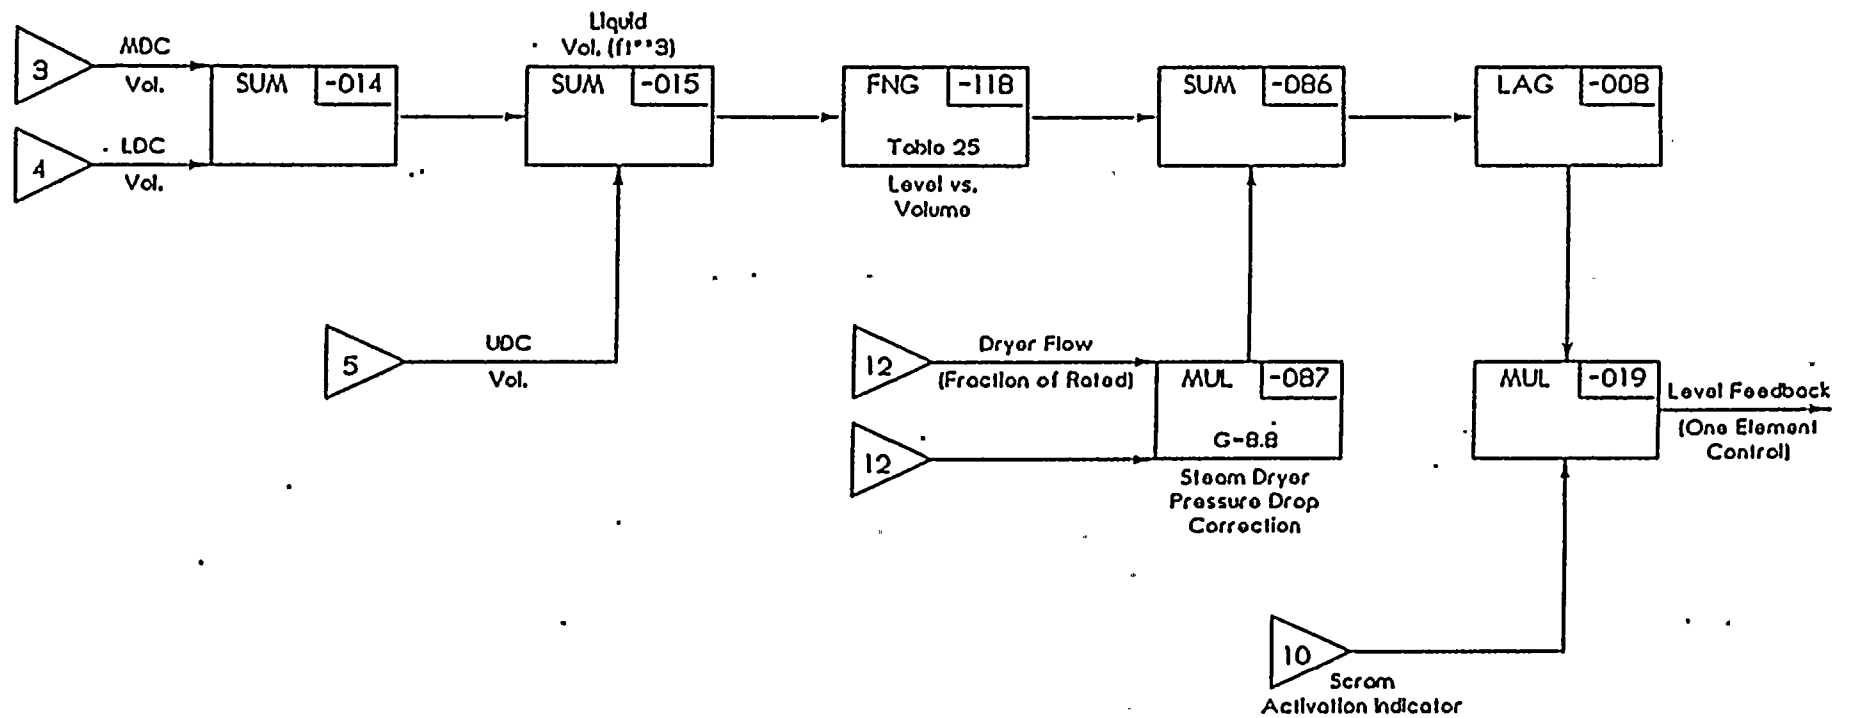 3
MDC
Vol.
4
LDC
Vol.
SUM -014
Liquid
Vol. (ft**3)
SUM -015
FNG -118
Table 25
Level vs.
Volume
SUM -086
LAG -008
5
UDC
Vol.
12
Dryer Flow
(Fraction of Rated)
12
MUL -087
G=8.8
Steam Dryer
Pressure Drop
Correction
MUL -019
Level Feedback
(One Element
Control)
10
Scram
Activation Indicator